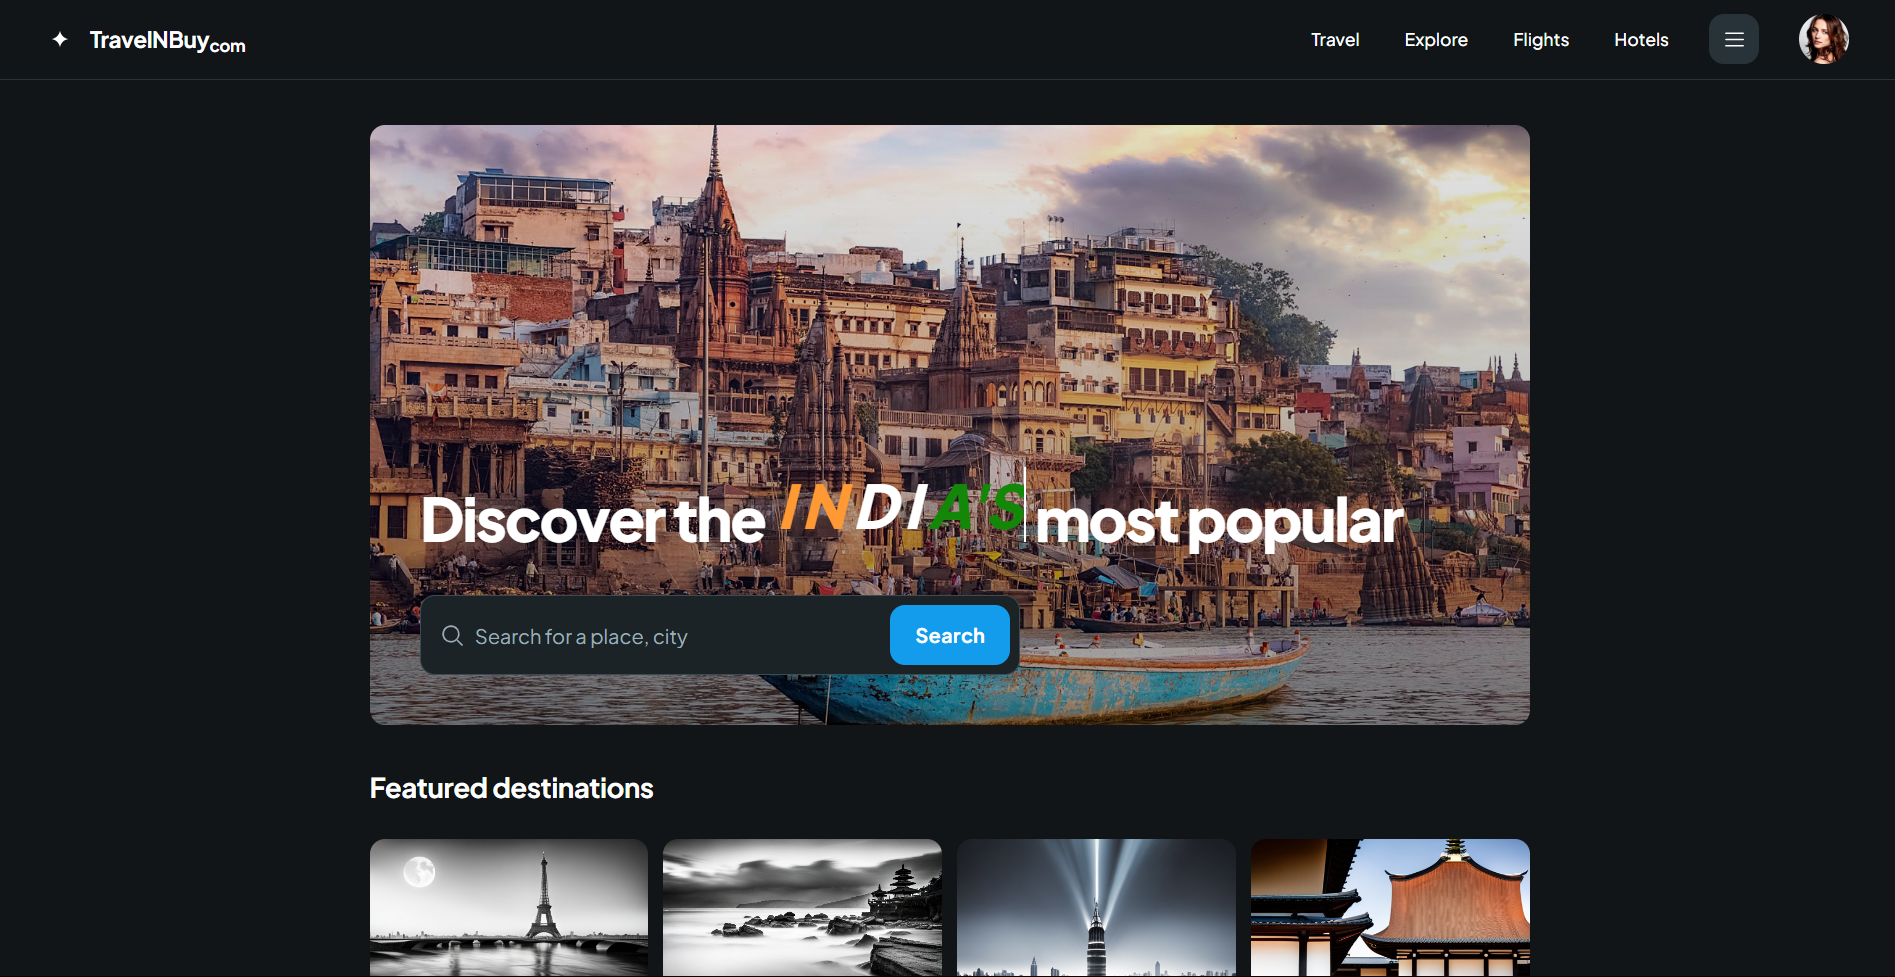 TravelNBuy.com
Travel
Explore
Flights
Hotels
Discover the INDIA'S most popular
Search for a place, city
Search
Featured destinations